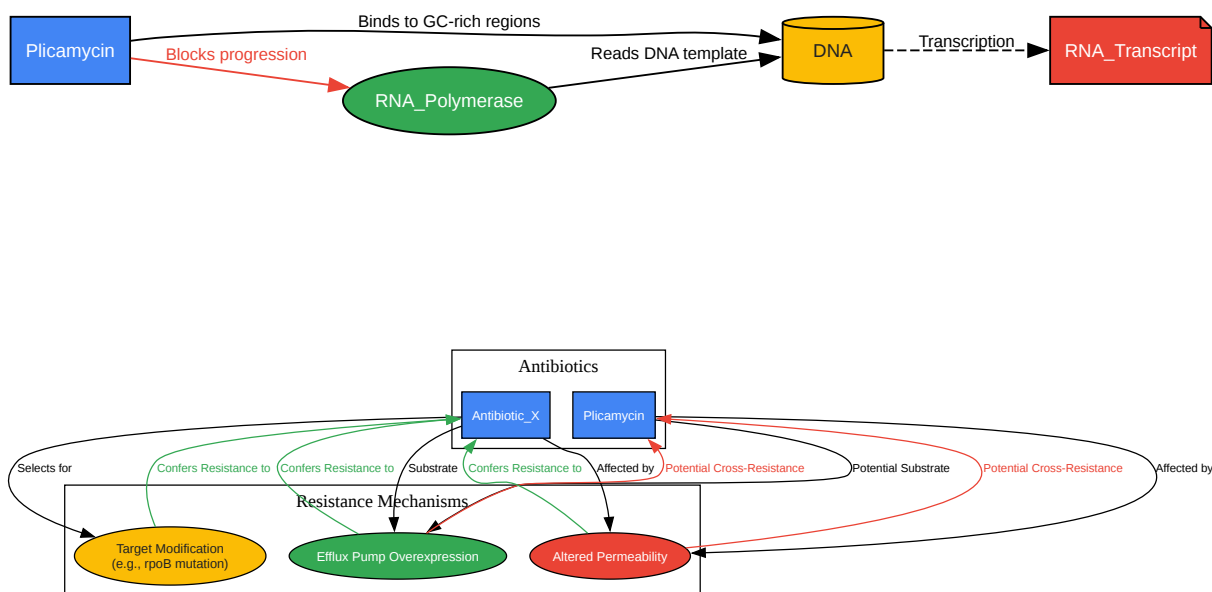 Binds to GC-rich regions
Plicamycin
Blocks progression
Reads DNA template
DNA
Transcription
RNA_Transcript
RNA_Polymerase
Antibiotics
Antibiotic_X
Plicamycin
Selects for
Confers Resistance to
Confers Resistance to
Substrate
Confers Resistance to
Affected by
Potential Cross-Resistance
Potential Substrate
Potential Cross-Resistance
Affected by
Resistance Mechanisms
Target Modification
(e.g., rpoB mutation)
Efflux Pump Overexpression
Altered Permeability